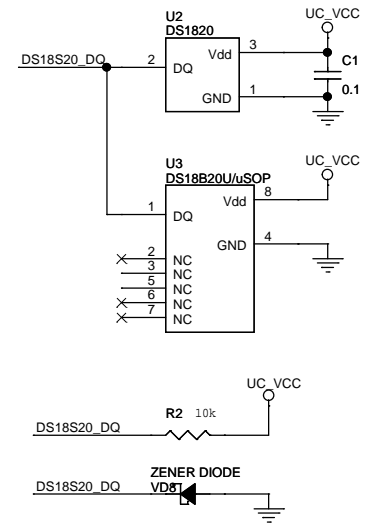 U2
DS1820
UC_VCC
DS18S20_DQ
2
DQ
Vdd
3
GND
1
C1
0.1
U3
DS18B20U/uSOP
UC_VCC
1
DQ
Vdd
8
GND
4
2
NC
3
NC
5
NC
6
NC
7
NC
UC_VCC
R2 10k
DS18S20_DQ
ZENER DIODE
DS18S20_DQ
VD8